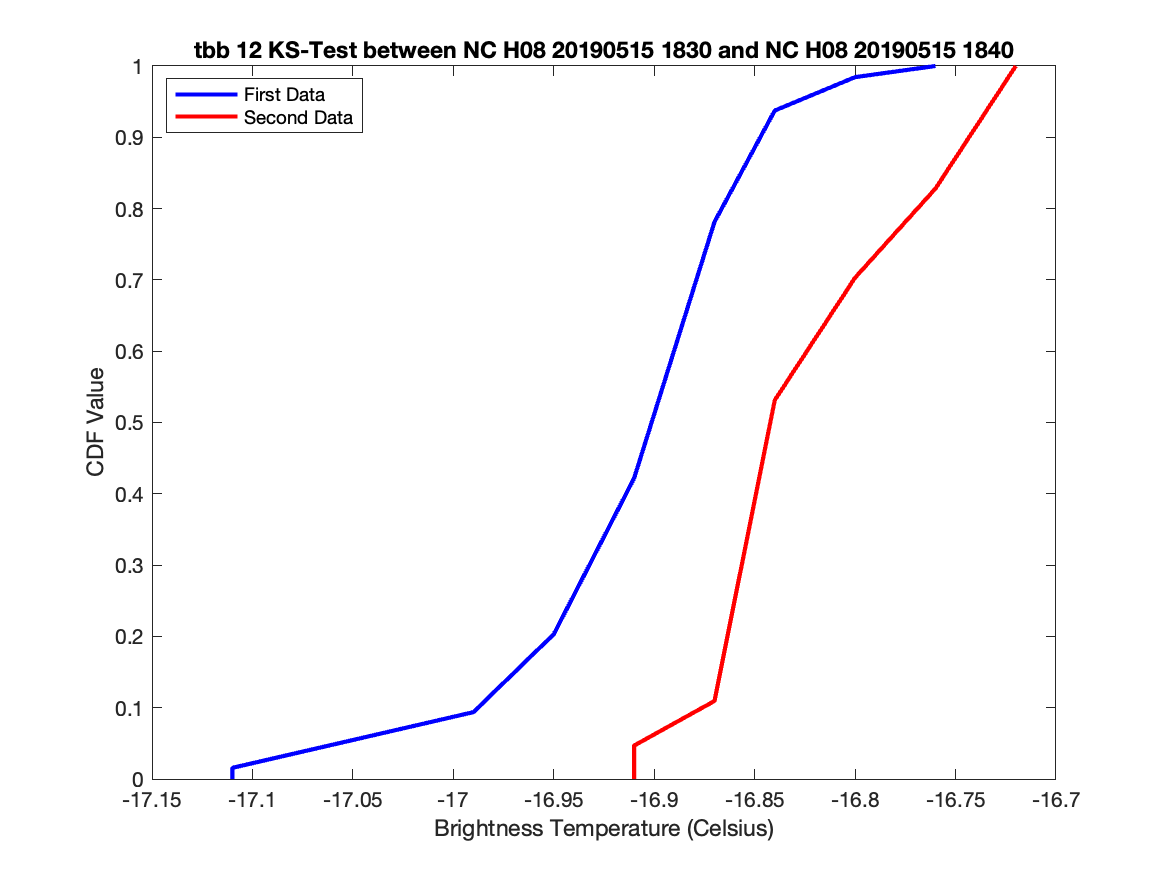 tbb 12 KS-Test between NC H08 20190515 1830 and NC H08 20190515 1840
First Data
Second Data
1
0.9
0.8
0.7
0.6
0.5
0.4
0.3
0.2
0.1
0
CDF Value
-17.15 -17.1 -17.05 -17 -16.95 -16.9 -16.85 -16.8 -16.75 -16.7
Brightness Temperature (Celsius)